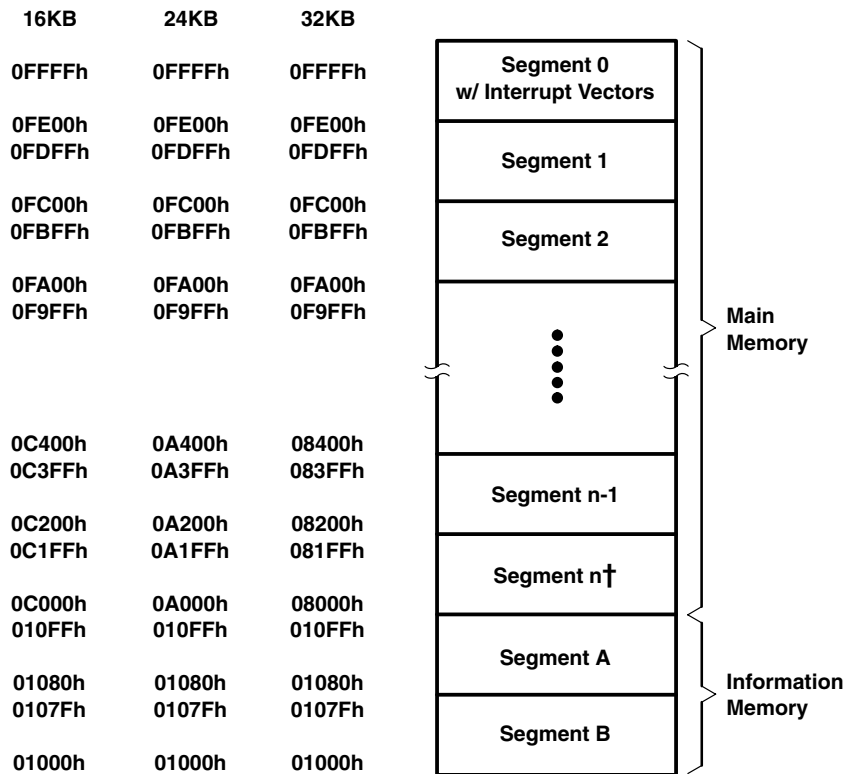 16KB 24KB 32KB
0FFFFh 0FFFFh 0FFFFh
Segment 0
w/ Interrupt Vectors
0FE00h 0FE00h 0FE00h
0FDFFh 0FDFFh 0FDFFh
Segment 1
0FC00h 0FC00h 0FC00h
0FBFFh 0FBFFh 0FBFFh
Segment 2
0FA00h 0FA00h 0FA00h
0F9FFh 0F9FFh 0F9FFh
Main
Memory
0C400h 0A400h 08400h
0C3FFh 0A3FFh 083FFh
Segment n-1
0C200h 0A200h 08200h
0C1FFh 0A1FFh 081FFh
Segment n†
0C000h 0A000h 08000h
010FFh 010FFh 010FFh
Segment A
01080h 01080h 01080h
0107Fh 0107Fh 0107Fh
Information
Memory
Segment B
01000h 01000h 01000h